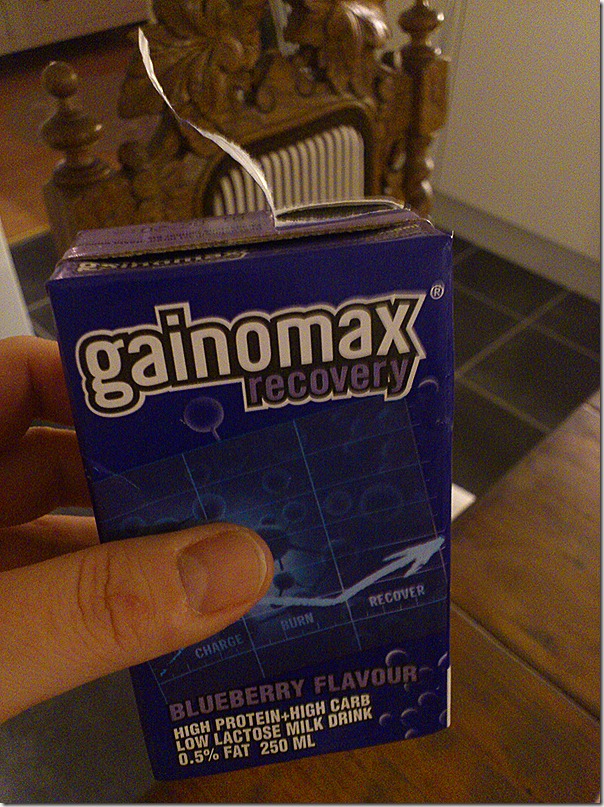 gainomax
gainomax®
recovery
CHARGE
BURN
RECOVER
BLUEBERRY FLAVOUR
HIGH PROTEIN+HIGH CARB
LOW LACTOSE MILK DRINK
0.5% FAT 250 ML